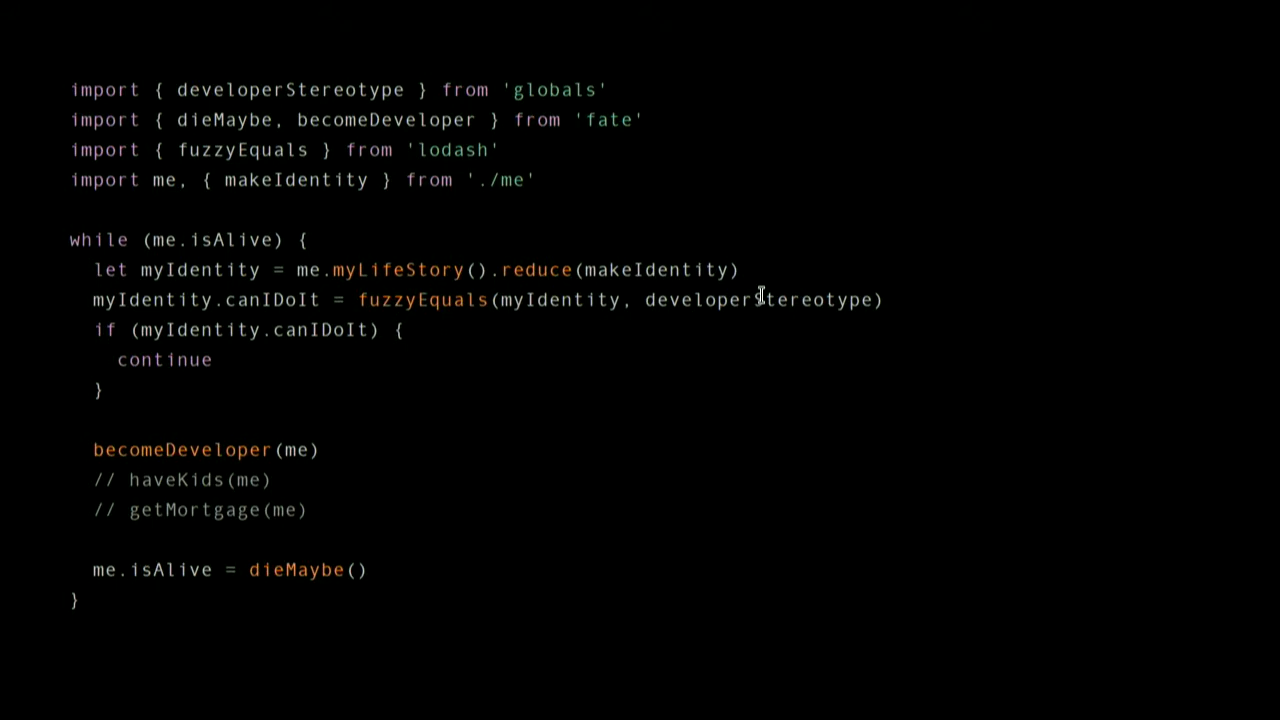 import { developerStereotype } from 'globals'
import { dieMaybe, becomeDeveloper } from 'fate'
import { fuzzyEquals } from 'lodash'
import me, { makeIdentity } from './me'
while (me.isAlive) {
let myIdentity = me.myLifeStory().reduce(makeIdentity)
myIdentity.canIDoIt = fuzzyEquals(myIdentity, developerStereotype)
if (myIdentity.canIDoIt) {
continue
}
becomeDeveloper(me)
// haveKids(me)
// getMortgage(me)
me.isAlive = dieMaybe()
}